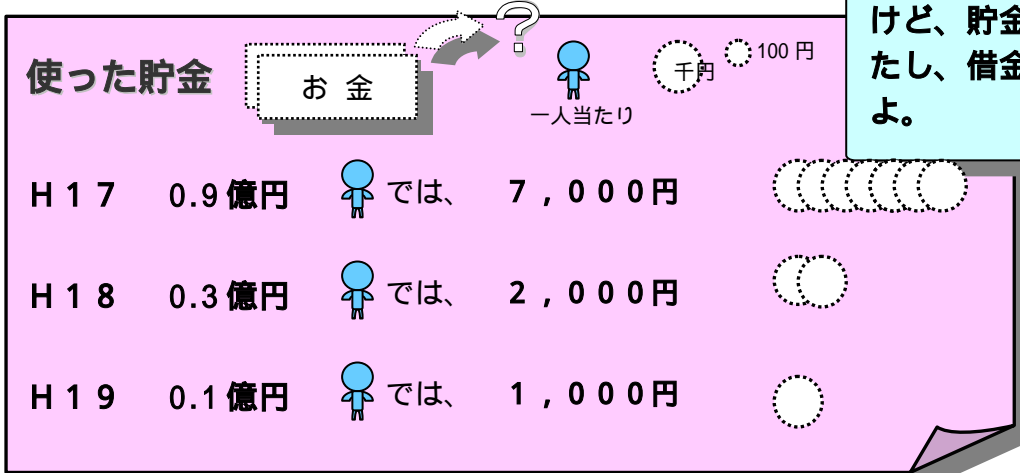 けど、貯金
たし、借金
よ。
使った貯金
お 金
?
一人当たり
千円
100 円
H17 0.9億円 では、 7,000円
H18 0.3億円 では、 2,000円
H19 0.1億円 では、 1,000円